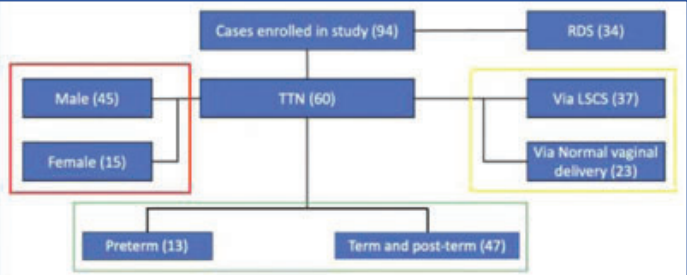 Cases enrolled in study (94)
RDS (34)
Male (45)
TTN (60)
Via LSCS (37)
Female (15)
Via Normal vaginal
delivery (23)
Preterm (13)
Term and post-term (47)